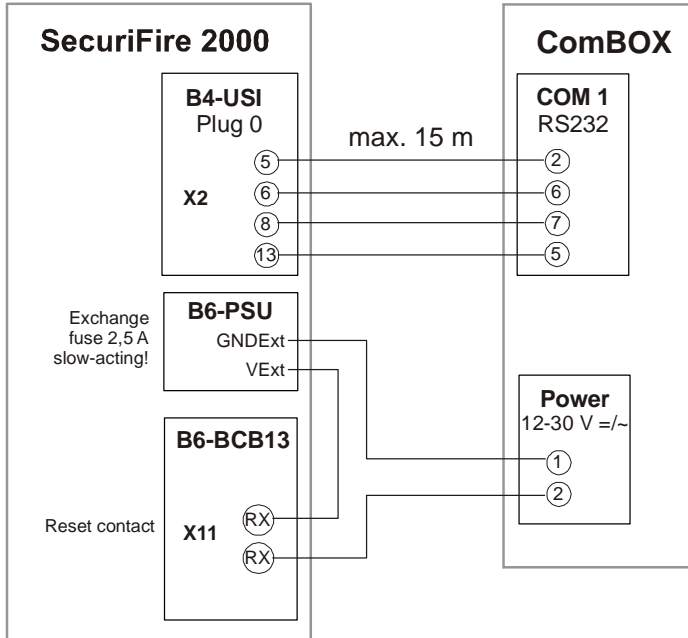 SecuriFire 2000
ComBOX
B4-USI
Plug 0
X2
5
6
8
13
max. 15 m
COM 1
RS232
2
6
7
5
Exchange
fuse 2,5 A
slow-acting!
B6-PSU
GNDExt
VExt
Power
12-30 V =/~
1
2
B6-BCB13
Reset contact
X11
RX
RX